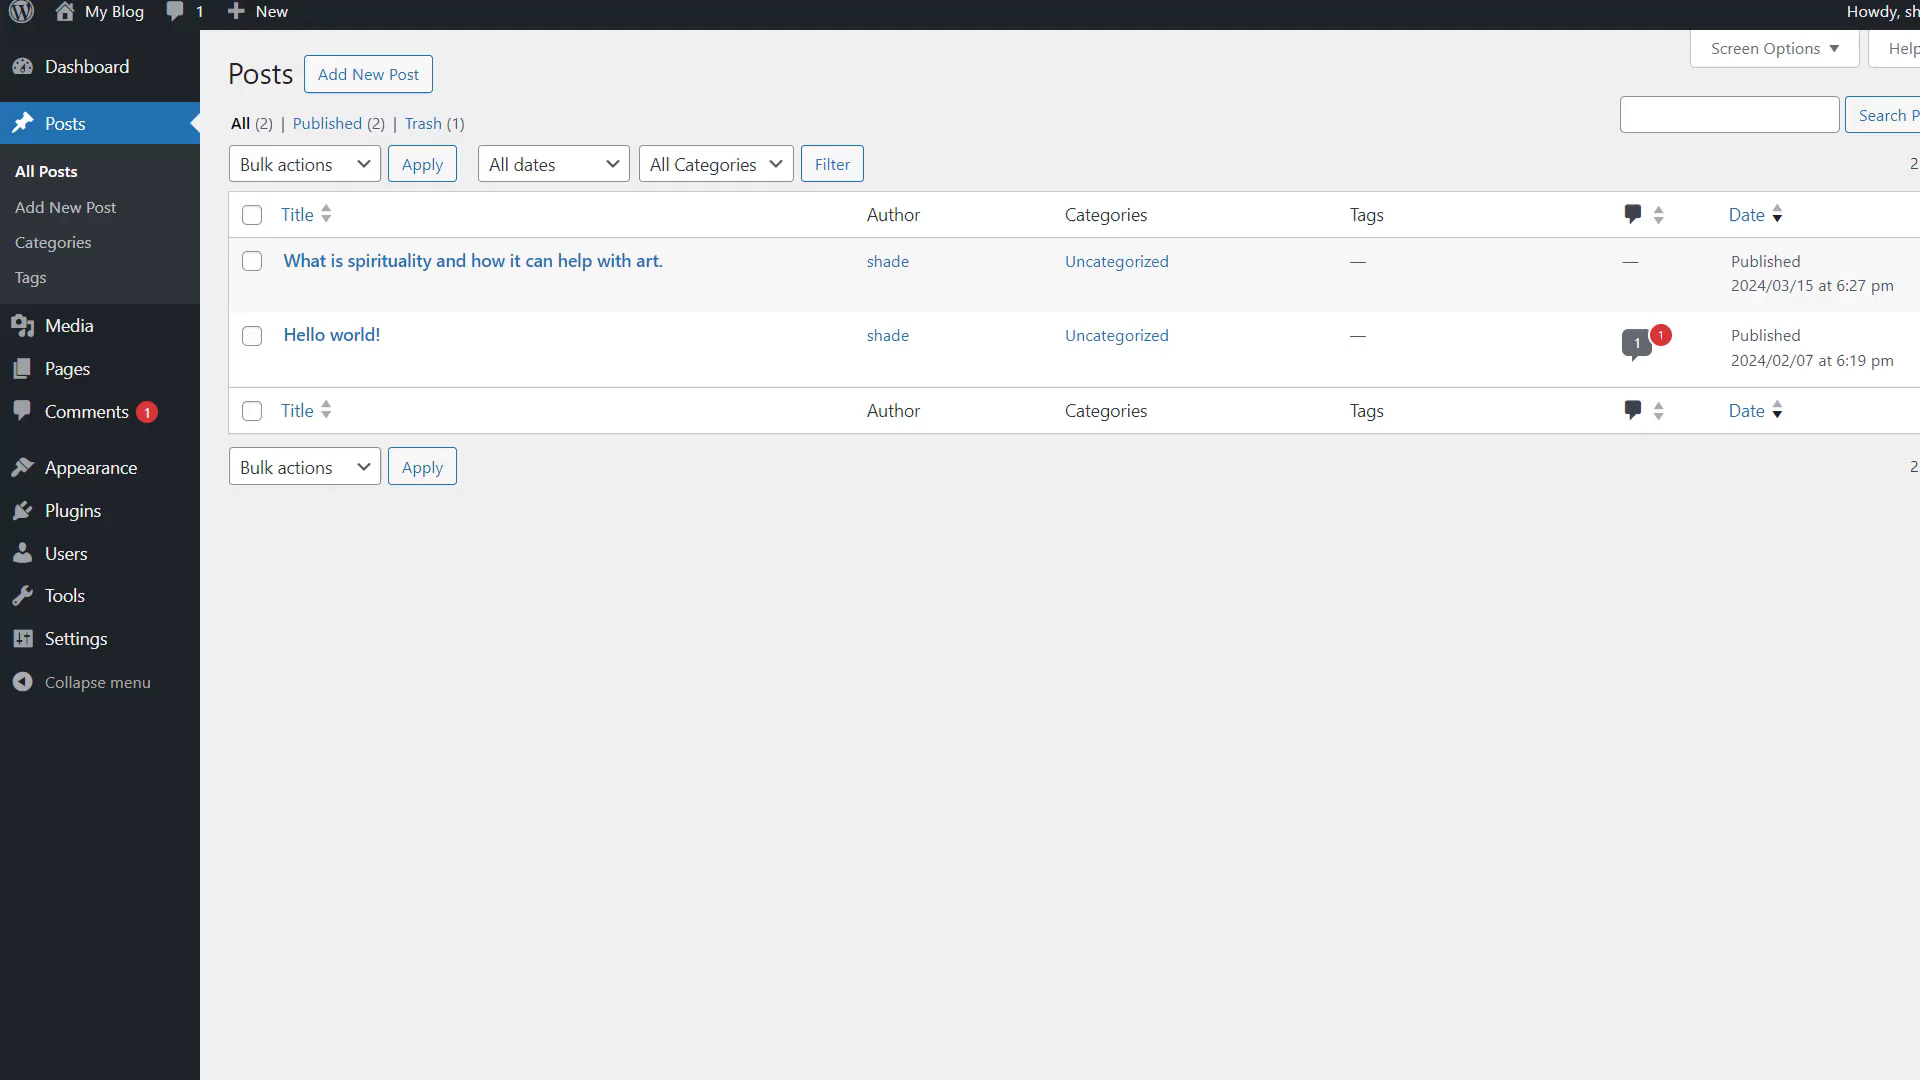 My Blog 1 New Howdy, sh
Screen Options Help
Dashboard
Posts
All Posts
Add New Post
Categories
Tags
Media
Pages
Comments 1
Appearance
Plugins
Users
Tools
Settings
Collapse menu
Posts Add New Post
All (2) | Published (2) | Trash (1)
Search P
Bulk actions Apply All dates All Categories Filter 2
Title Author Categories Tags Date
What is spirituality and how it can help with art. shade Uncategorized — — Published
2024/03/15 at 6:27 pm
Hello world! shade Uncategorized — 1 1 Published
2024/02/07 at 6:19 pm
Title Author Categories Tags Date
Bulk actions Apply 2